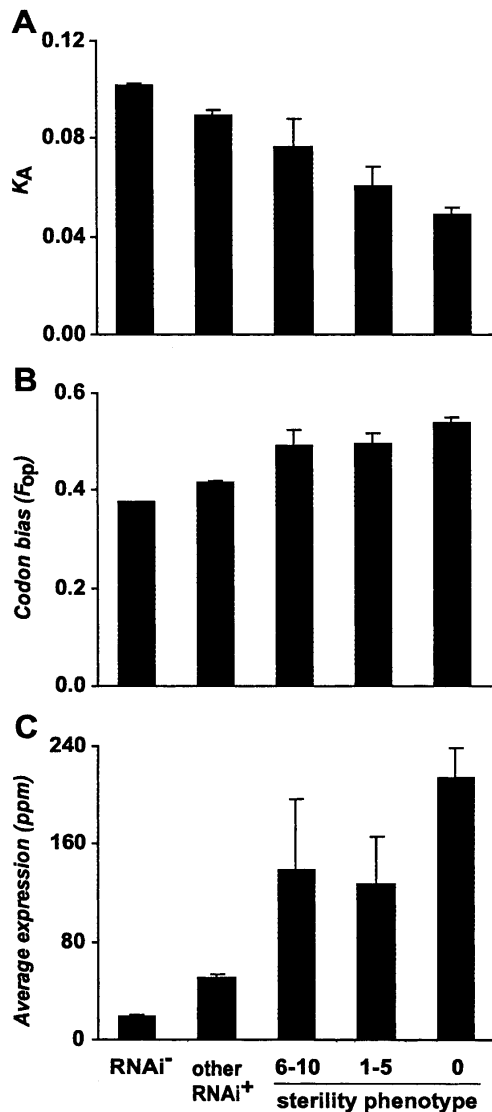 A
0.12
0.08
0.04
0.00
KA
B
0.6
0.4
0.2
0.0
Codon bias (Fop)
C
240
160
80
0
Average expression (ppm)
RNAi- other RNAi+ 6-10 1-5 0
sterility phenotype